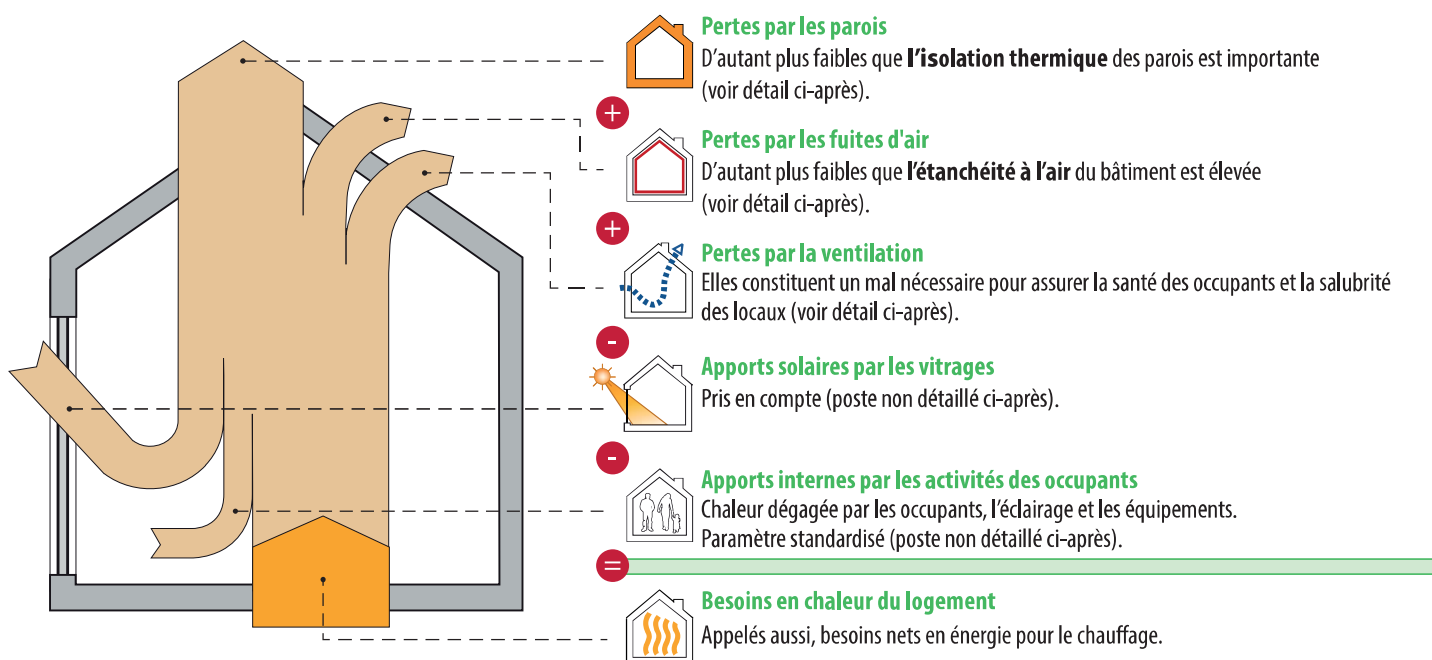 Pertes par les parois
D'autant plus faibles que l'isolation thermique des parois est importante
(voir détail ci-après).
+
Pertes par les fuites d'air
D'autant plus faibles que l'étanchéité à l'air du bâtiment est élevée
(voir détail ci-après).
+
Pertes par la ventilation
Elles constituent un mal nécessaire pour assurer la santé des occupants et la salubrité
des locaux (voir détail ci-après).
-
Apports solaires par les vitrages
Pris en compte (poste non détaillé ci-après).
-
Apports internes par les activités des occupants
Chaleur dégagée par les occupants, l'éclairage et les équipements.
Paramètre standardisé (poste non détaillé ci-après).
=
Besoins en chaleur du logement
Appelés aussi, besoins nets en énergie pour le chauffage.